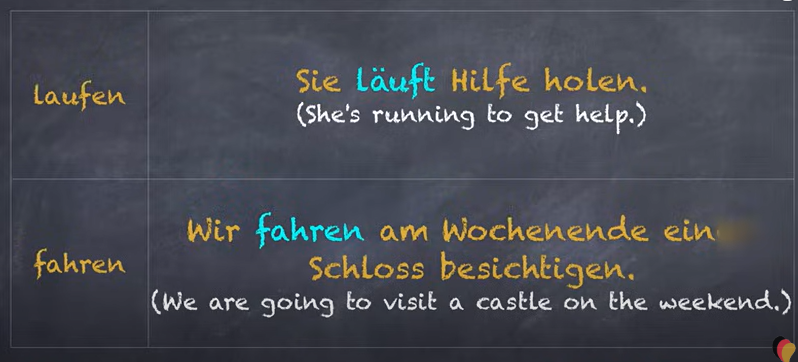 laufen
Sie läuft Hilfe holen.
(She's running to get help.)
fahren
Wir fahren am Wochenende ein
Schloss besichtigen.
(We are going to visit a castle on the weekend.)